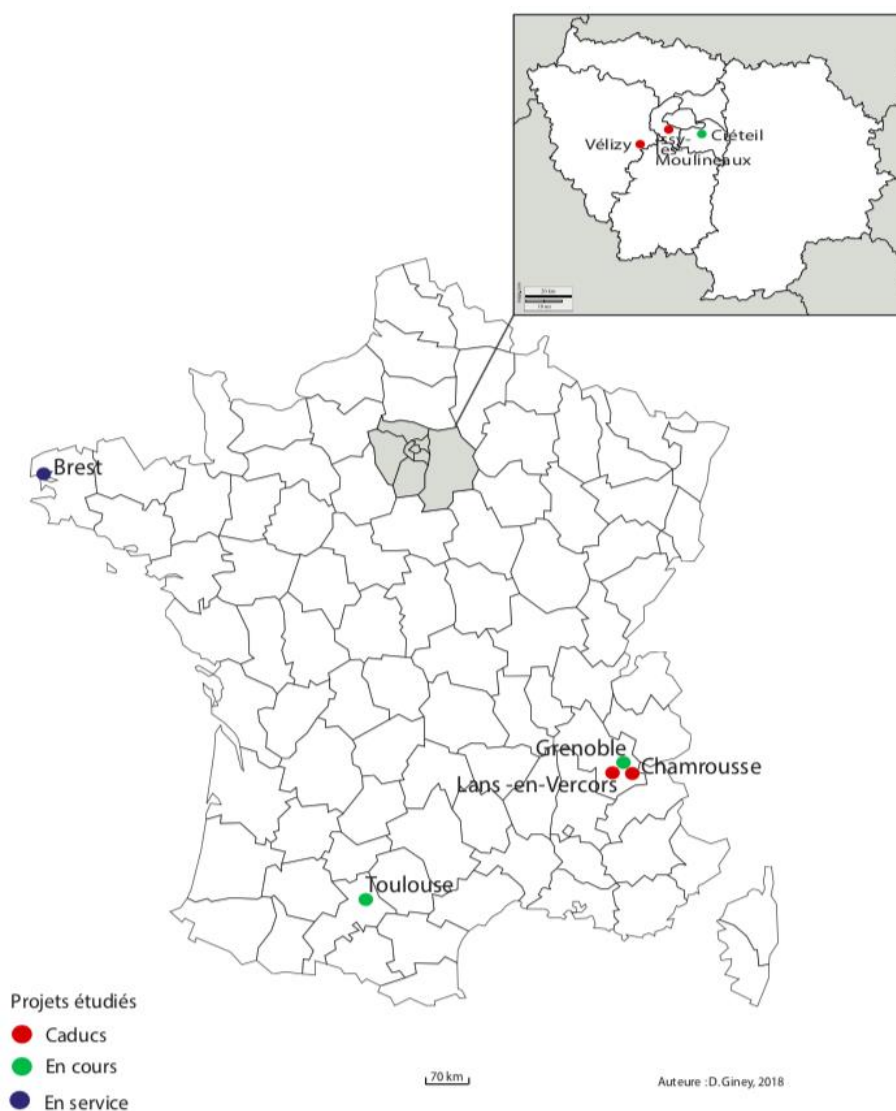 Vélizy
Issy-
les
Moulineaux
Créteil
Brest
Grenoble
Chamrousse
Lans -en-Vercors
Toulouse
Projets étudiés
Caducs
En cours
En service
70 km
Auteure :D.Giney, 2018